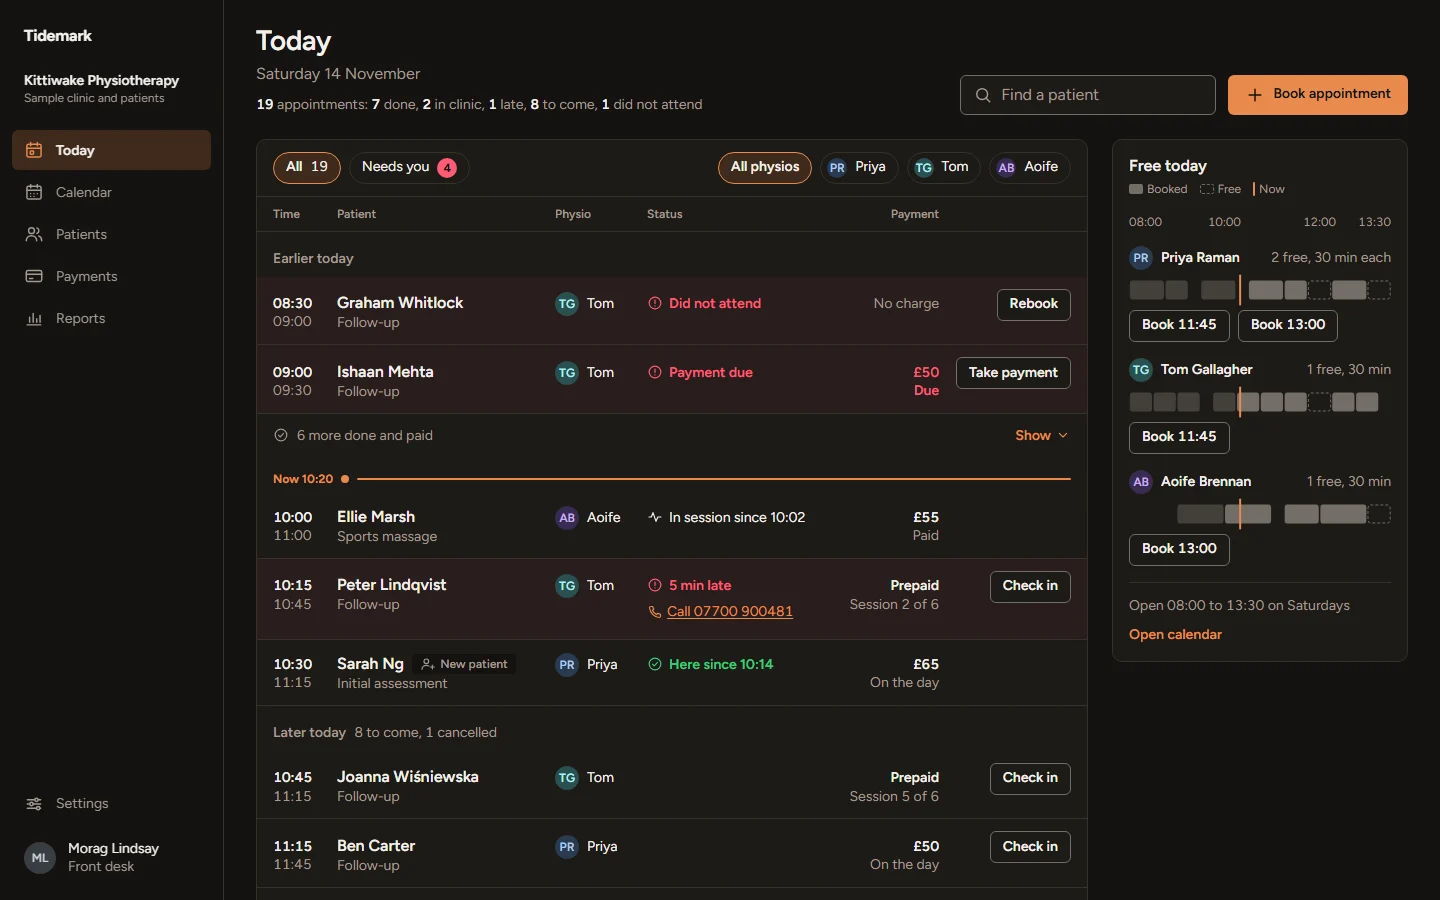 Tidemark
Kittiwake Physiotherapy
Sample clinic and patients
Today
Calendar
Patients
Payments
Reports
Settings
ML
Morag Lindsay
Front desk
Today
Saturday 14 November
19 appointments: 7 done, 2 in clinic, 1 late, 8 to come, 1 did not attend
Find a patient
Book appointment
All 19
Needs you 4
All physios
PR Priya
TG Tom
AB Aoife
Time Patient Physio Status Payment
Earlier today
08:30 Graham Whitlock TG Tom Did not attend No charge Rebook
09:00 Follow-up
09:00 Ishaan Mehta TG Tom Payment due £50 Take payment
09:30 Follow-up Due
6 more done and paid Show
Now 10:20
10:00 Ellie Marsh AB Aoife In session since 10:02 £55
11:00 Sports massage Paid
10:15 Peter Lindqvist TG Tom 5 min late Prepaid Check in
10:45 Follow-up Call 07700 900481 Session 2 of 6
10:30 Sarah Ng New patient PR Priya Here since 10:14 £65
11:15 Initial assessment On the day
Later today 8 to come, 1 cancelled
10:45 Joanna Wiśniewska TG Tom Prepaid Check in
11:15 Follow-up Session 5 of 6
11:15 Ben Carter PR Priya £50 Check in
11:45 Follow-up On the day
Free today
Booked Free Now
08:00 10:00 12:00 13:30
PR Priya Raman 2 free, 30 min each
Book 11:45 Book 13:00
TG Tom Gallagher 1 free, 30 min
Book 11:45
AB Aoife Brennan 1 free, 30 min
Book 13:00
Open 08:00 to 13:30 on Saturdays
Open calendar